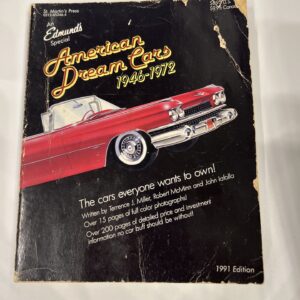 St. Martin's Press
An
Edmund's
Special
American
Dream Cars
1946-1972
The cars everyone wants to own!
Written by Terrence J. Miller, Robert McMinn and John Iafolla
Over 15 pages of full color photographs!
Over 200 pages of detailed price and investment
information no car buff should be without!
1991 Edition